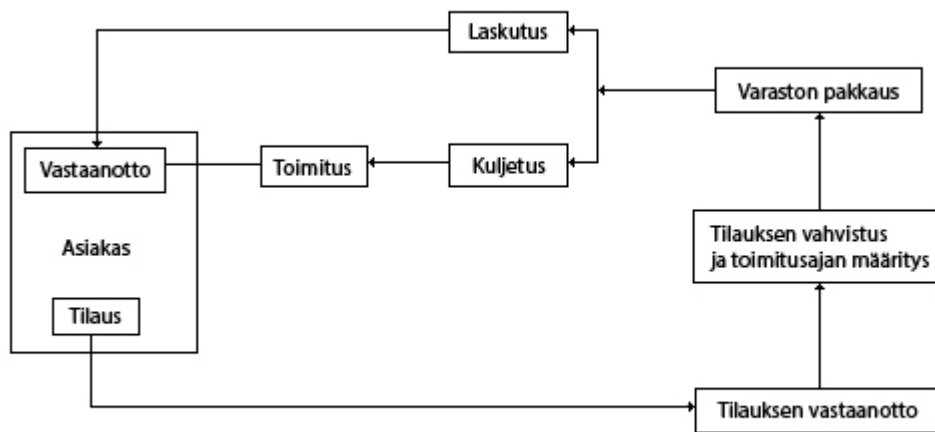 Laskutus
Varaston pakkaus
Vastaanotto
Toimitus
Kuljetus
Asiakas
Tilauksen vahvistus
ja toimitusajan määritys
Tilaus
Tilauksen vastaanotto